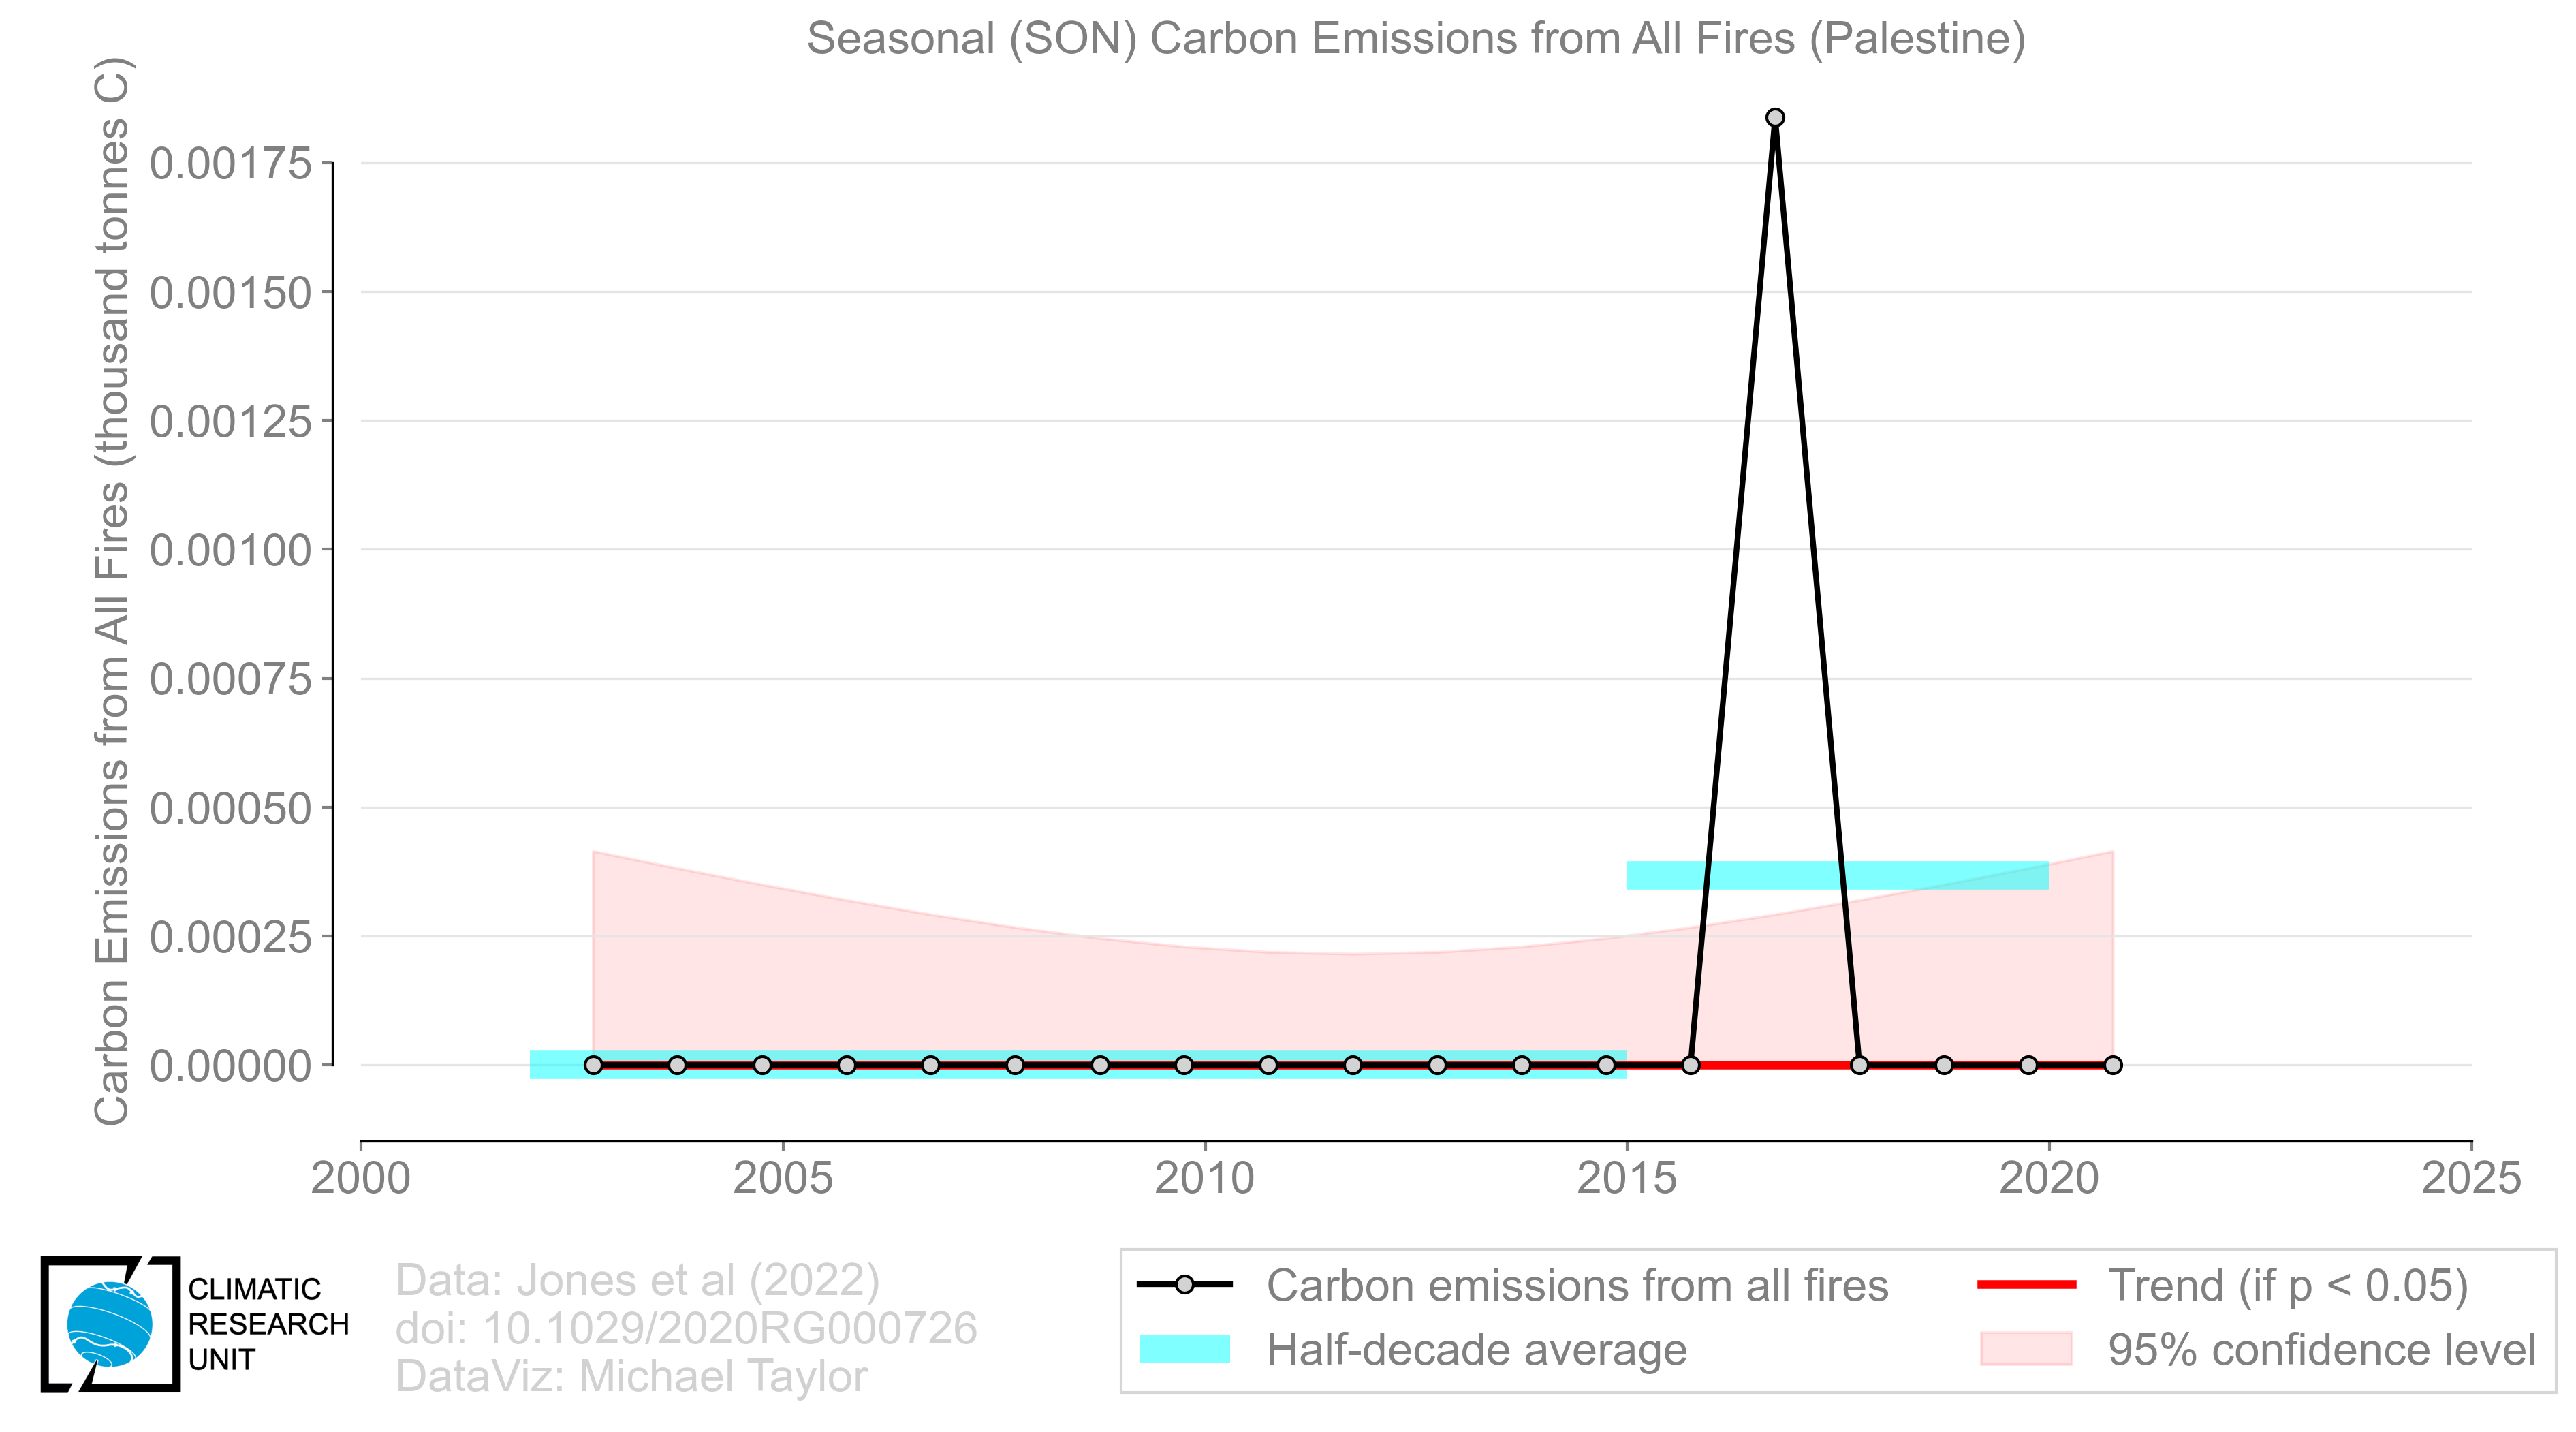 Seasonal (SON) Carbon Emissions from All Fires (Palestine)
Carbon Emissions from All Fires (thousand tonnes C)
0.00175
0.00150
0.00125
0.00100
0.00075
0.00050
0.00025
0.00000
2000 2005 2010 2015 2020 2025
CLIMATIC
RESEARCH
UNIT
Data: Jones et al (2022)
doi: 10.1029/2020RG000726
DataViz: Michael Taylor
Carbon emissions from all fires
Half-decade average
Trend (if p < 0.05)
95% confidence level